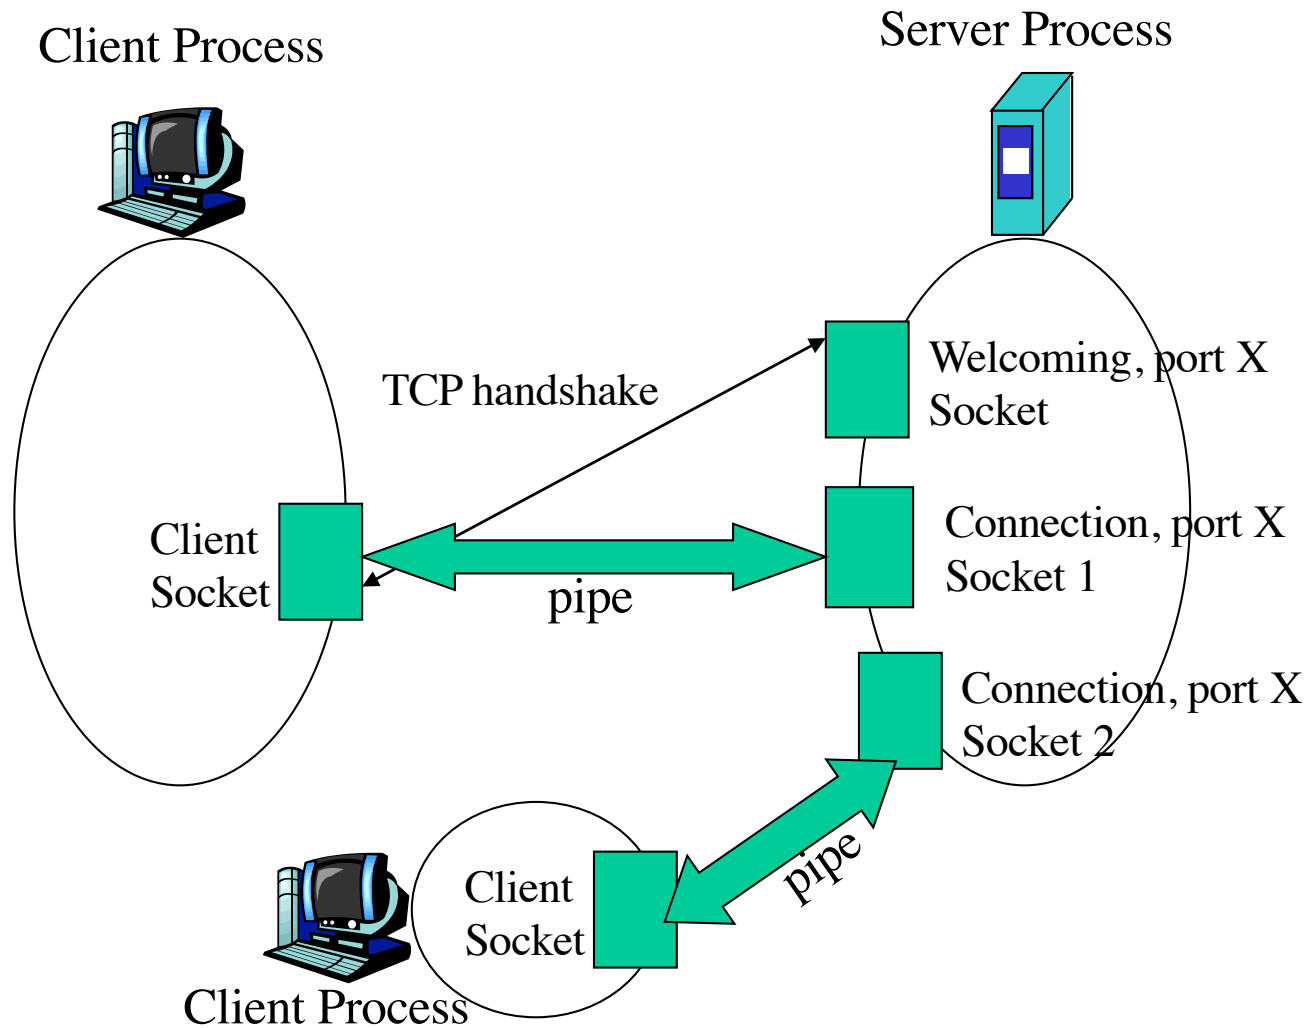 Client Process
Server Process
TCP handshake
Welcoming, port X
Socket
Client
Socket
pipe
Connection, port X
Socket 1
Connection, port X
Socket 2
pipe
Client
Socket
Client Process